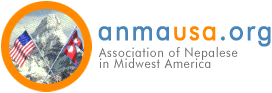 anmausa.org
Association of Nepalese
in Midwest America